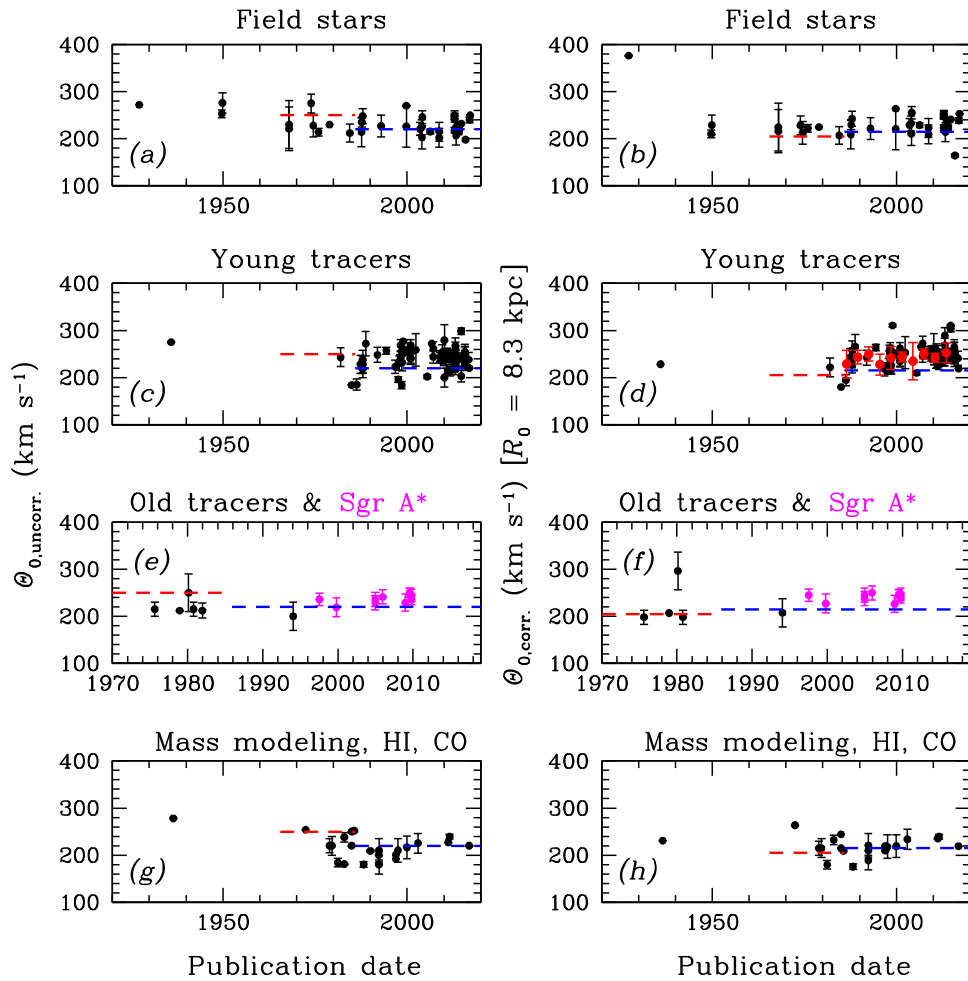 Field stars
Field stars
400
300
200
100
(a)
1950
2000
400
300
200
100
(b)
1950
2000
Young tracers
Young tracers
400
300
200
100
(c)
1950
2000
400
300
200
100
(d)
1950
2000
Old tracers & Sgr A*
Old tracers & Sgr A*
400
300
200
100
(e)
1970
1980
1990
2000
2010
400
300
200
100
(f)
1970
1980
1990
2000
2010
Mass modeling, HI, CO
Mass modeling, HI, CO
400
300
200
100
(g)
1950
2000
400
300
200
100
(h)
1950
2000
Θ0,uncorr. (km s−1)
Θ0,corr. (km s−1) [R0 = 8.3 kpc]
Publication date
Publication date